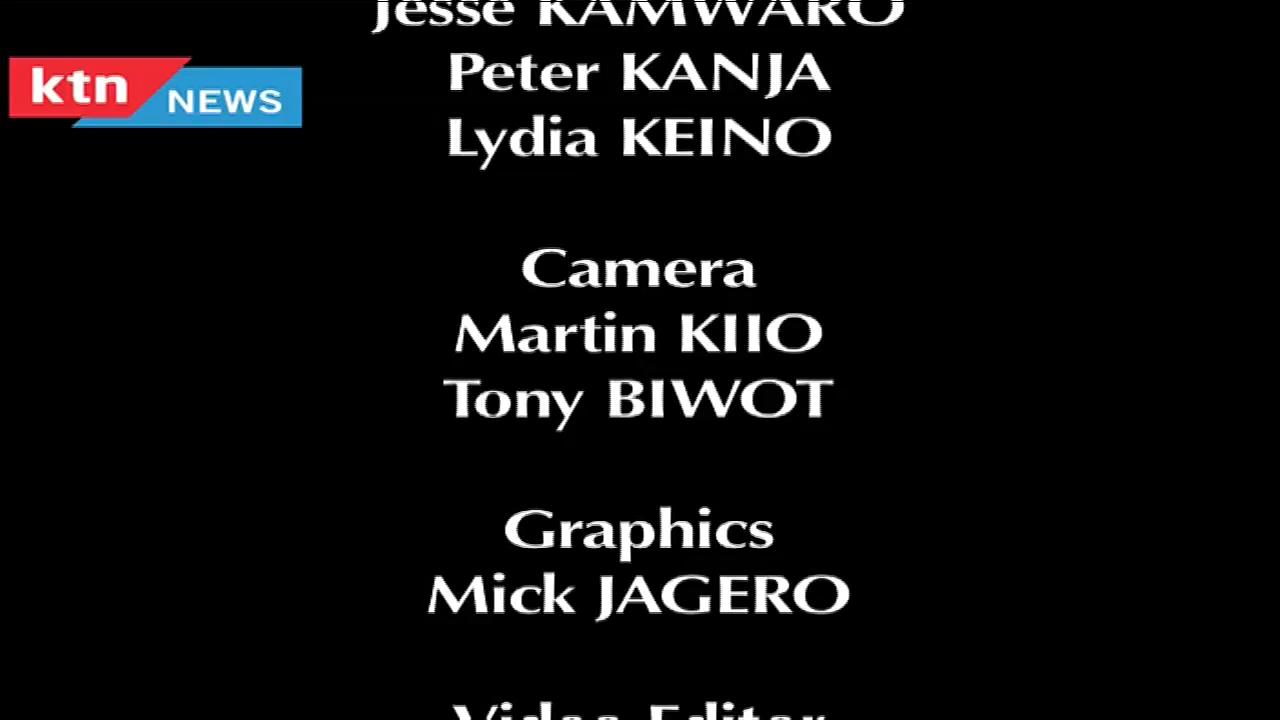 Jesse KAMWARO
ktn NEWS
Peter KANJA
Lydia KEINO
Camera
Martin KIIO
Tony BIWOT
Graphics
Mick JAGERO
Video Editor